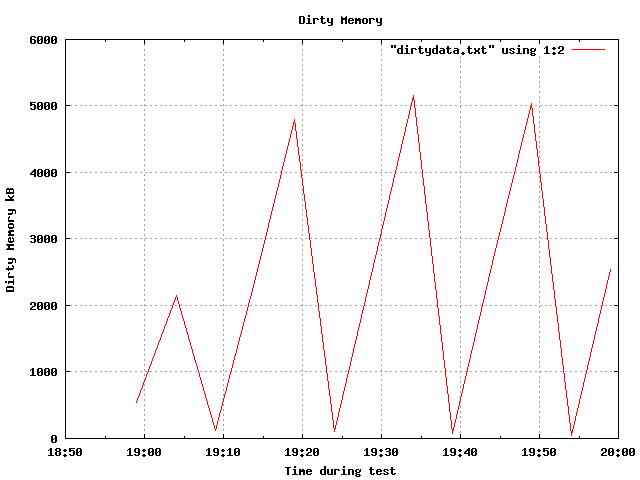 Dirty Memory
6000
"dirtydata.txt" using 1:2
5000
4000
3000
2000
1000
0
Dirty Memory kB
18:50 19:00 19:10 19:20 19:30 19:40 19:50 20:00
Time during test